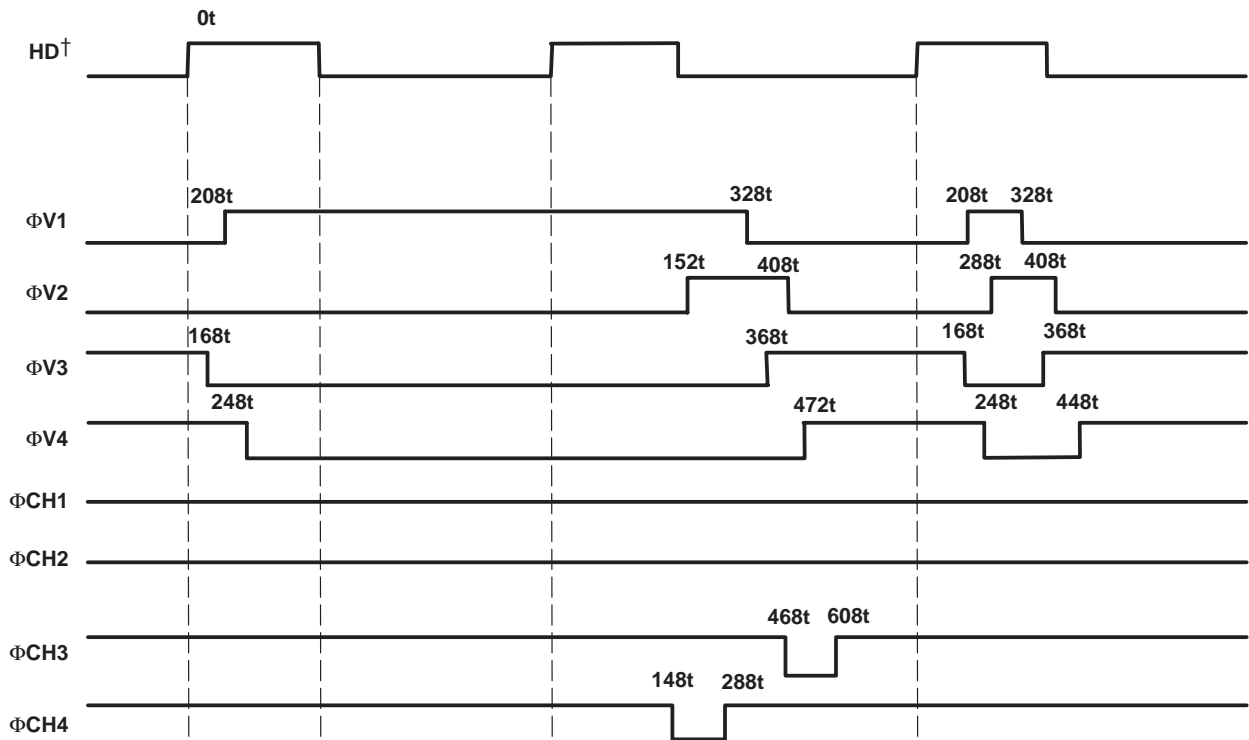 0t
HD†
208t 328t 208t 328t
ΦV1
152t 408t 288t 408t
ΦV2
168t 368t 168t 368t
ΦV3
248t 472t 248t 448t
ΦV4
ΦCH1
ΦCH2
468t 608t
ΦCH3
148t 288t
ΦCH4